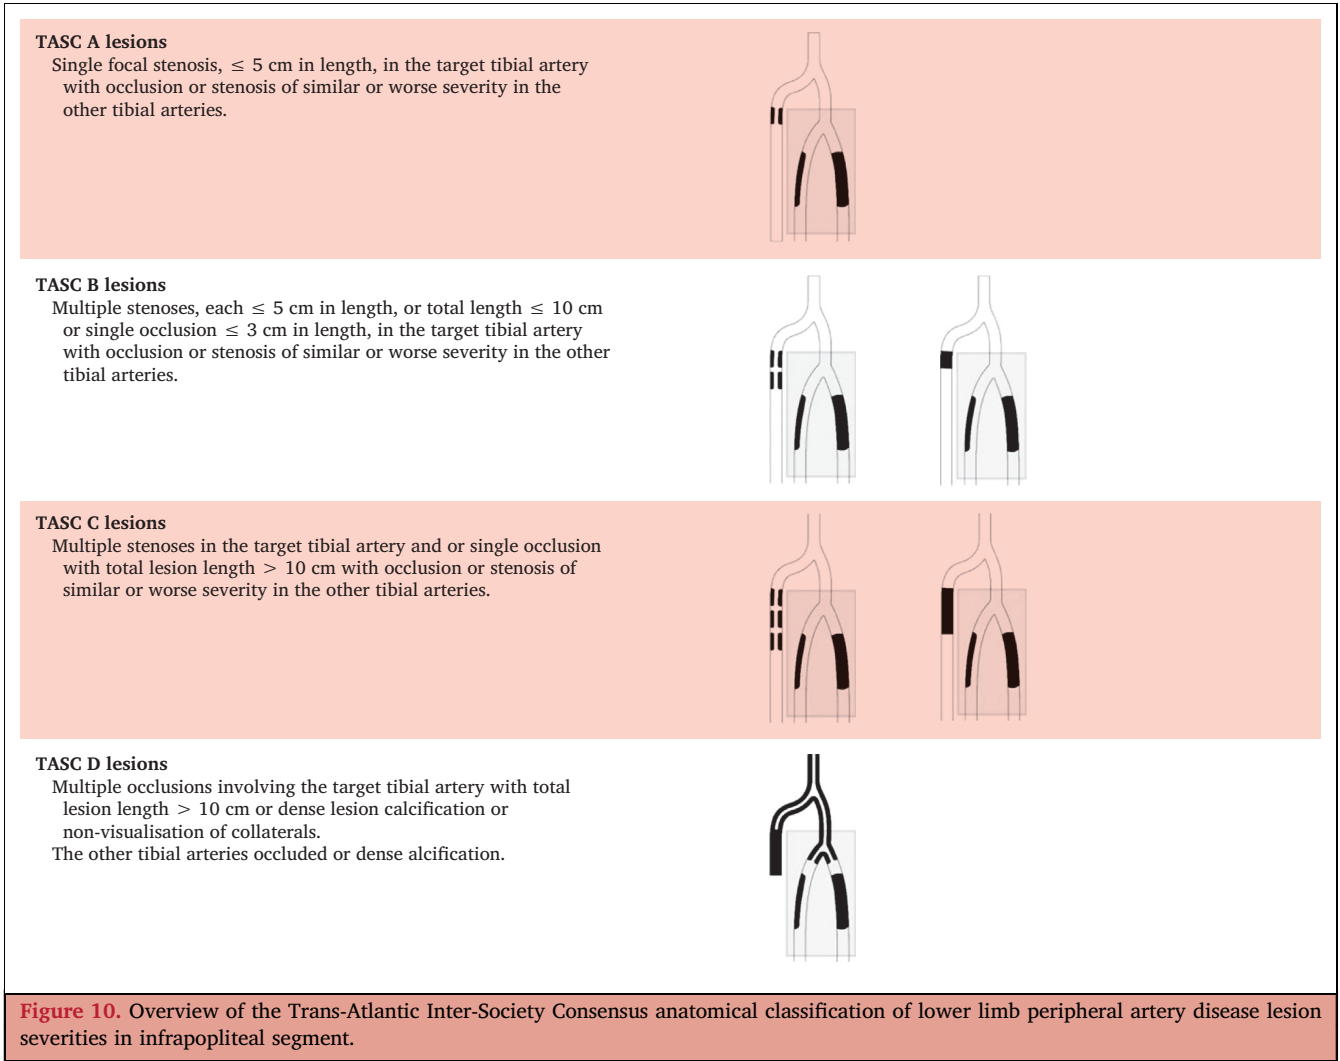 TASC A lesions
Single focal stenosis, ≤ 5 cm in length, in the target tibial artery
with occlusion or stenosis of similar or worse severity in the
other tibial arteries.
TASC B lesions
Multiple stenoses, each ≤ 5 cm in length, or total length ≤ 10 cm
or single occlusion ≤ 3 cm in length, in the target tibial artery
with occlusion or stenosis of similar or worse severity in the other
tibial arteries.
TASC C lesions
Multiple stenoses in the target tibial artery and or single occlusion
with total lesion length > 10 cm with occlusion or stenosis of
similar or worse severity in the other tibial arteries.
TASC D lesions
Multiple occlusions involving the target tibial artery with total
lesion length > 10 cm or dense lesion calcification or
non-visualisation of collaterals.
The other tibial arteries occluded or dense alcification.
Figure 10. Overview of the Trans-Atlantic Inter-Society Consensus anatomical classification of lower limb peripheral artery disease lesion
severities in infrapopliteal segment.